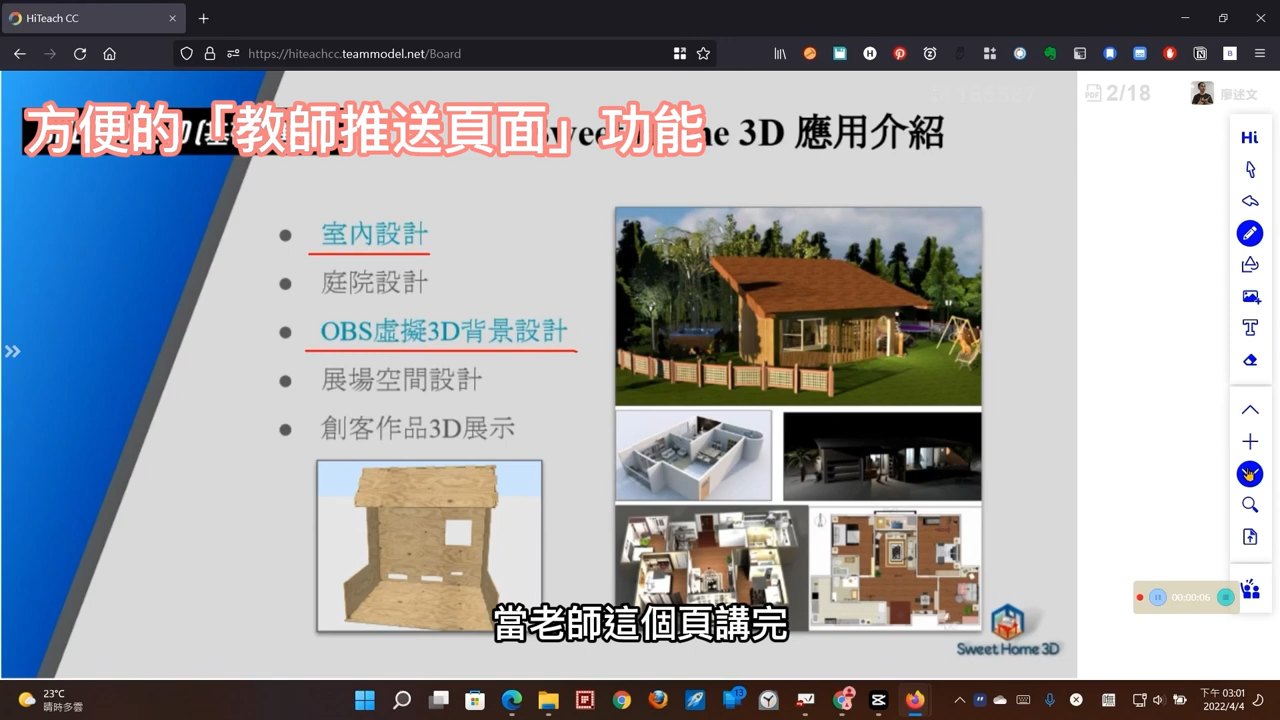 HiTeach CC
https://hiteachcc.teammodel.net/Board
方便的「教師推送頁面」功能
3D 應用介紹
PDF 2/18
廖述文
Hi
室內設計
庭院設計
OBS虛擬3D背景設計
展場空間設計
創客作品3D展示
00:00:06
當老師這個頁講完
Sweet Home 3D
23°C
晴時多雲
13
下午 03:01
2022/4/4